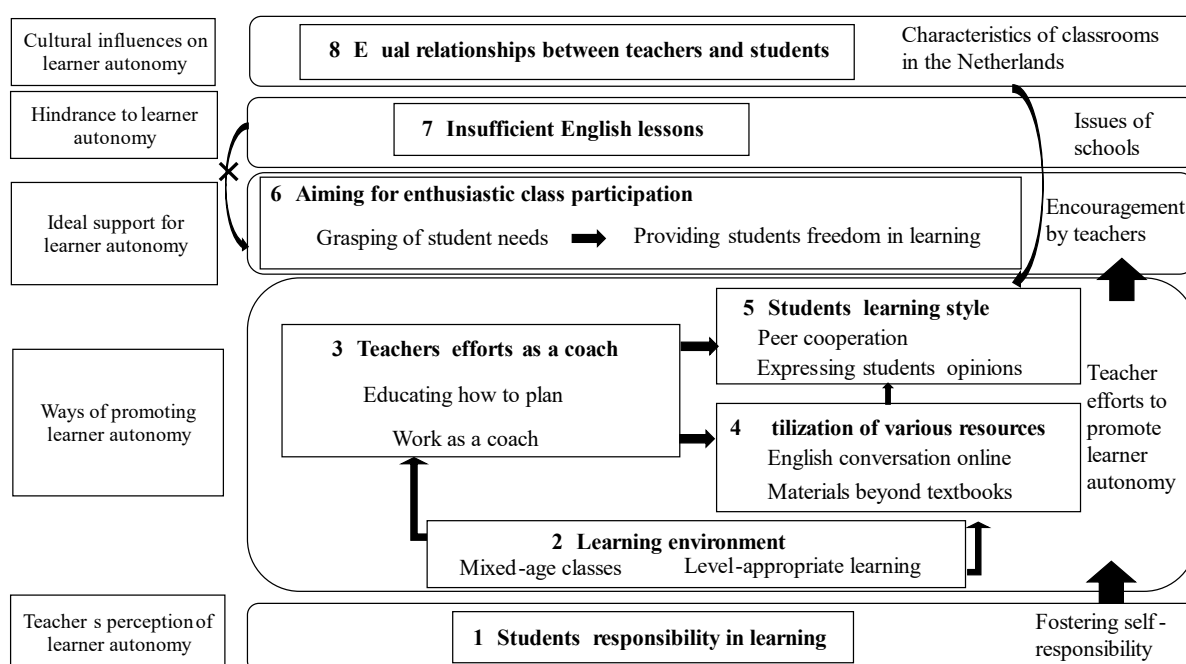 Cultural influences on
learner autonomy
8 E ual relationships between teachers and students
Characteristics of classrooms
in the Netherlands
Hindrance to learner
autonomy
7 Insufficient English lessons
Issues of
schools
Ideal support for
learner autonomy
6 Aiming for enthusiastic class participation
Grasping of student needs
Providing students freedom in learning
Encouragement
by teachers
Ways of promoting
learner autonomy
3 Teachers efforts as a coach
Educating how to plan
Work as a coach
5 Students learning style
Peer cooperation
Expressing students opinions
4 tilization of various resources
English conversation online
Materials beyond textbooks
2 Learning environment
Mixed-age classes
Level-appropriate learning
Teacher
efforts to
promote
learner
autonomy
Teacher s perception of
learner autonomy
1 Students responsibility in learning
Fostering self-
responsibility